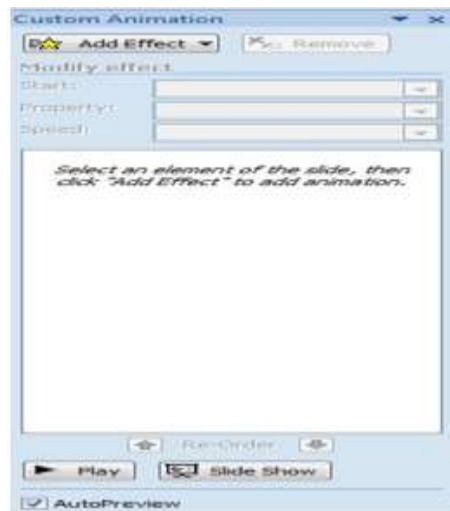 Custom Animation
Add Effect Remove
Modify effect
Start:
Property:
Speed:
Select an element of the slide, then
click "Add Effect" to add animation.
Re-Order
Play Slide Show
AutoPreview